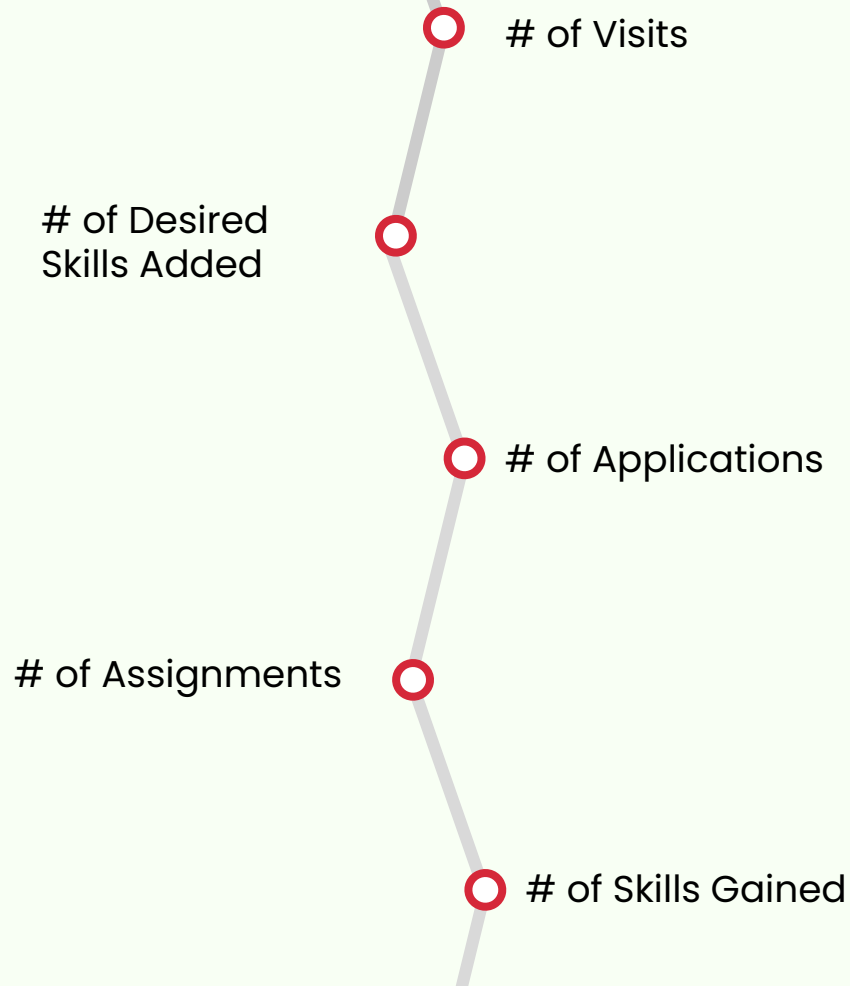 # of Visits
# of Desired
Skills Added
# of Applications
# of Assignments
# of Skills Gained